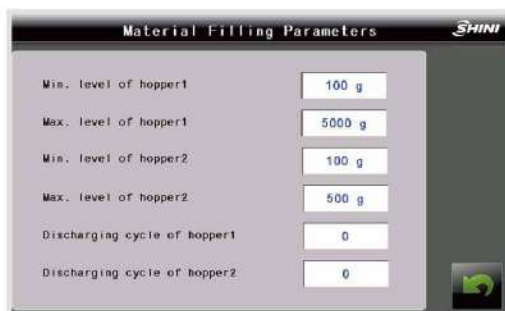 Material Filling Parameters
SHINI
Min. level of hopper1
100 g
Max. level of hopper1
5000 g
Min. level of hopper2
100 g
Max. level of hopper2
500 g
Discharging cycle of hopper1
0
Discharging cycle of hopper2
0